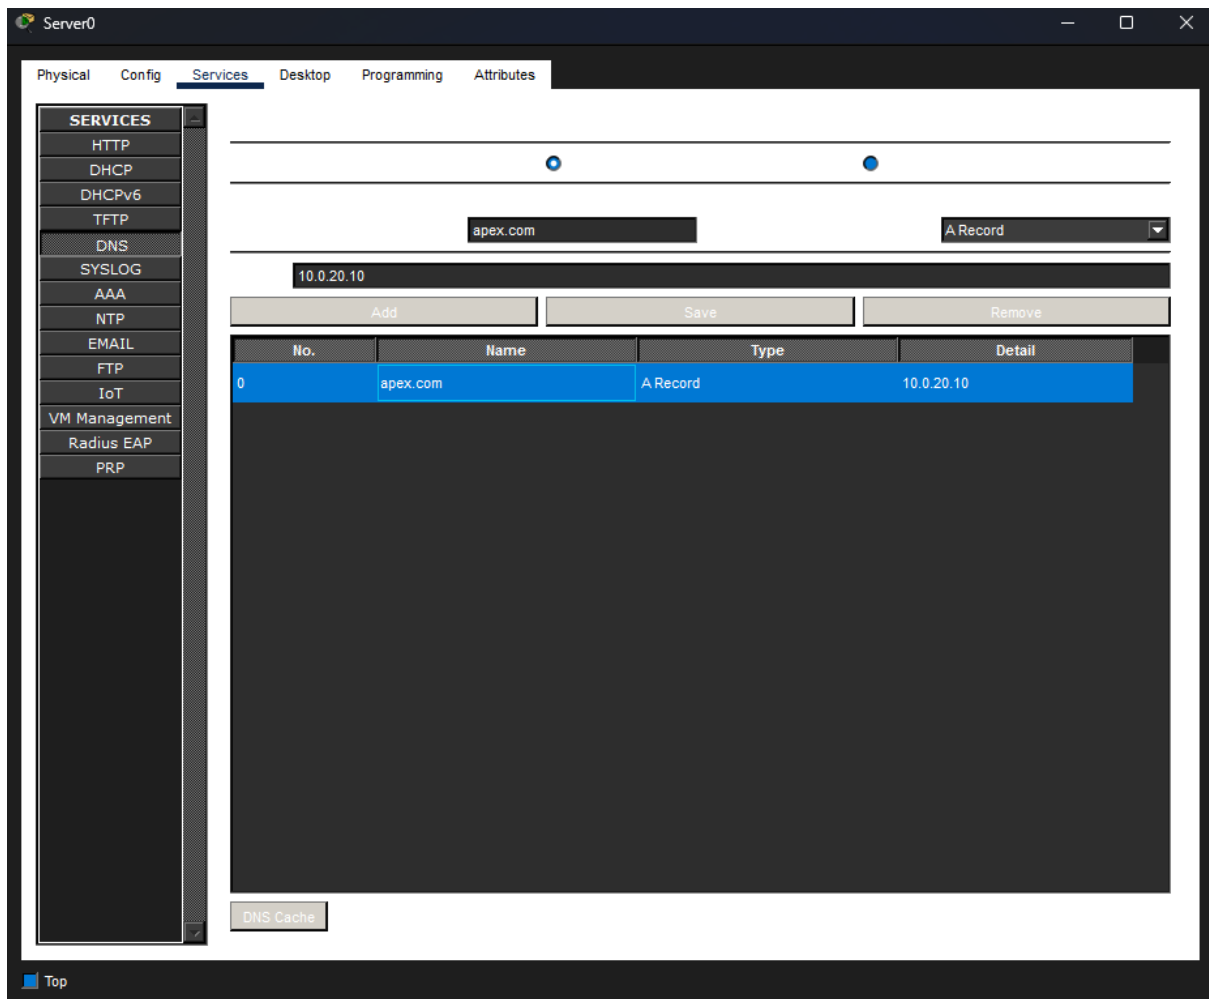 Server0
Physical Config Services Desktop Programming Attributes
SERVICES
HTTP
DHCP
DHCPv6
TFTP
DNS
SYSLOG
AAA
NTP
EMAIL
FTP
IoT
VM Management
Radius EAP
PRP
apex.com A Record
10.0.20.10
Add Save Remove
No. Name Type Detail
0 apex.com A Record 10.0.20.10
DNS Cache
Top